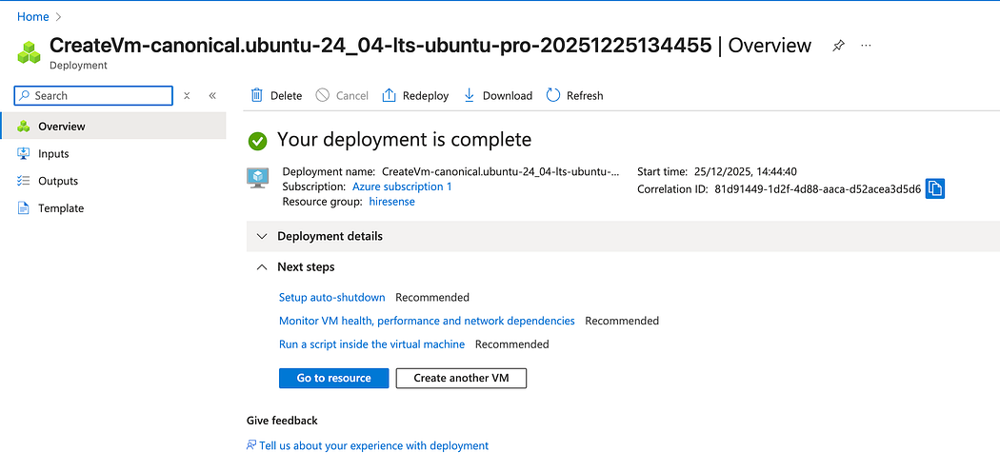 Home
CreateVm-canonical.ubuntu-24_04-lts-ubuntu-pro-20251225134455 | Overview
Deployment
Search
Delete Cancel Redeploy Download Refresh
Overview
Inputs
Outputs
Template
Your deployment is complete
Deployment name: CreateVm-canonical.ubuntu-24_04-lts-ubuntu-...
Subscription: Azure subscription 1
Resource group: hiresense
Start time: 25/12/2025, 14:44:40
Correlation ID: 81d91449-1d2f-4d88-aaca-d52acea3d5d6
Deployment details
Next steps
Setup auto-shutdown Recommended
Monitor VM health, performance and network dependencies Recommended
Run a script inside the virtual machine Recommended
Go to resource Create another VM
Give feedback
Tell us about your experience with deployment